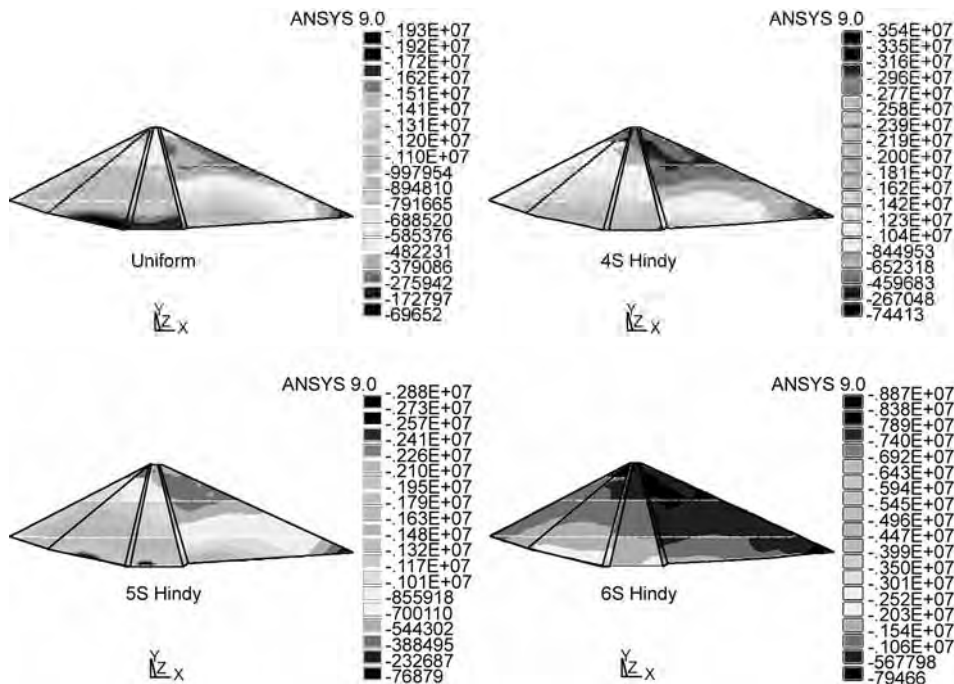 ANSYS 9.0
-.193E+07
-.192E+07
-.172E+07
-.162E+07
-.151E+07
-.141E+07
-.131E+07
-.120E+07
-.110E+07
-997954
-894810
-791665
-688520
-585376
-482231
-379086
-275942
-172797
-69652
Uniform
Y
Z X
ANSYS 9.0
-.354E+07
-.335E+07
-.316E+07
-.296E+07
-.277E+07
-.258E+07
-.239E+07
-.219E+07
-.200E+07
-.181E+07
-.162E+07
-.142E+07
-.123E+07
-.104E+07
-844953
-652318
-459683
-267048
-74413
4S Hindy
Y
Z X
ANSYS 9.0
-.288E+07
-.273E+07
-.257E+07
-.241E+07
-.226E+07
-.210E+07
-.195E+07
-.179E+07
-.163E+07
-.148E+07
-.132E+07
-.117E+07
-.101E+07
-855918
-700110
-544302
-388495
-232687
-76879
5S Hindy
Y
Z X
ANSYS 9.0
-.887E+07
-.838E+07
-.789E+07
-.740E+07
-.692E+07
-.643E+07
-.594E+07
-.545E+07
-.496E+07
-.447E+07
-.399E+07
-.350E+07
-.301E+07
-.252E+07
-.203E+07
-.154E+07
-567798
-79466
6S Hindy
Y
Z X